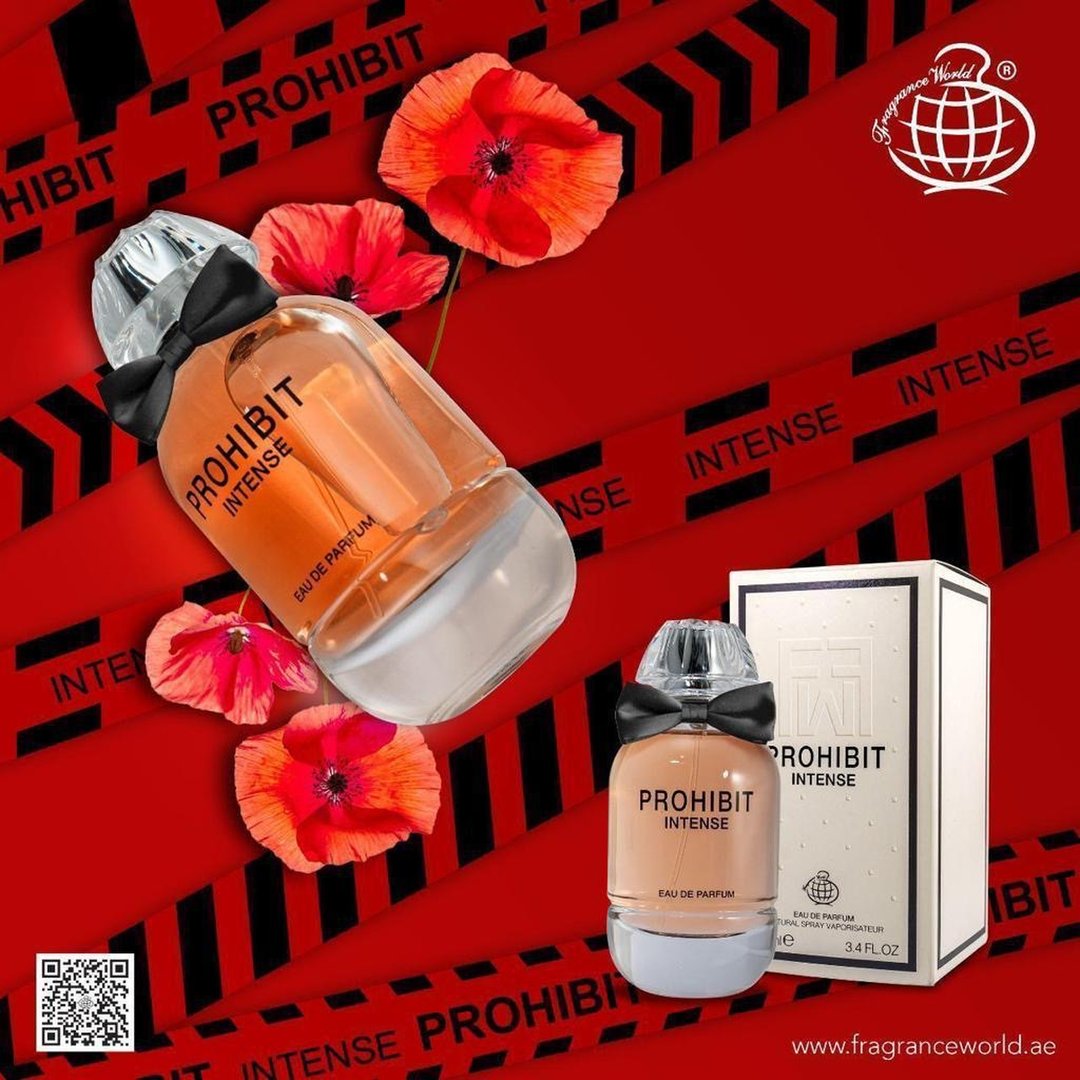 PROHIBIT
HIBIT
Fragrance World ®
INTENSE
INTENSE
NSE
PROHIBIT
INTENSE
EAU DE PARFUM
INTEN
PROHIBIT
INTENSE
EAU DE PARFUM
PROHIBIT
INTENSE
EAU DE PARFUM
TURAL SPRAY VAPORISATEUR
3.4 FL.OZ
IBIT
INTENSE PROHIBIT
www.fragranceworld.ae